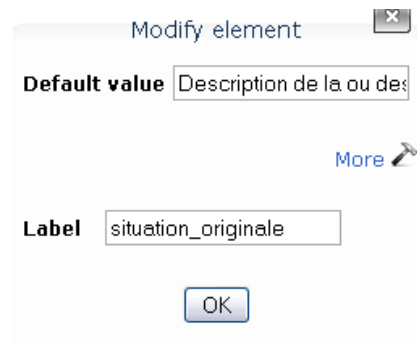 Modify element
Default value Description de la ou des
More
Label situation_originale
OK